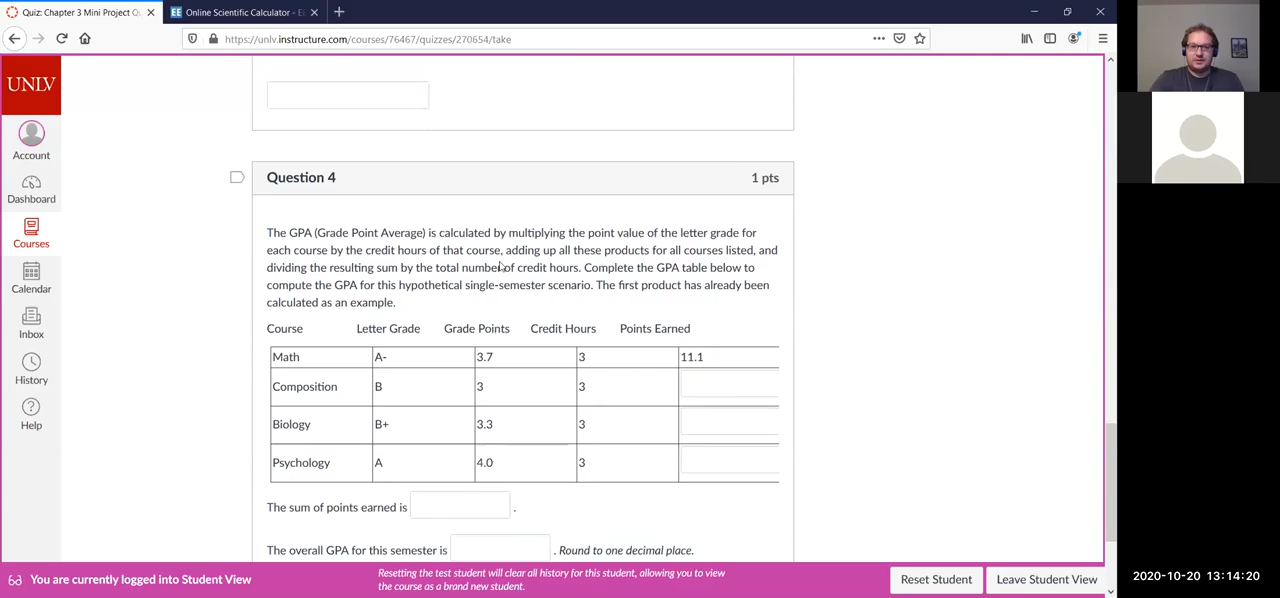 Quiz: Chapter 3 Mini Project Qu
Online Scientific Calculator - E
https://unlv.instructure.com/courses/76467/quizzes/270654/take
UNLV
Account
Dashboard
Courses
Calendar
Inbox
History
Help
Question 4
1 pts
The GPA (Grade Point Average) is calculated by multiplying the point value of the letter grade for
each course by the credit hours of that course, adding up all these products for all courses listed, and
dividing the resulting sum by the total number of credit hours. Complete the GPA table below to
compute the GPA for this hypothetical single-semester scenario. The first product has already been
calculated as an example.
Course Letter Grade Grade Points Credit Hours Points Earned
Math A- 3.7 3 11.1
Composition B 3 3
Biology B+ 3.3 3
Psychology A 4.0 3
The sum of points earned is .
The overall GPA for this semester is . Round to one decimal place.
You are currently logged into Student View
Resetting the test student will clear all history for this student, allowing you to view
the course as a brand new student.
Reset Student
Leave Student View
2020-10-20 13:14:20